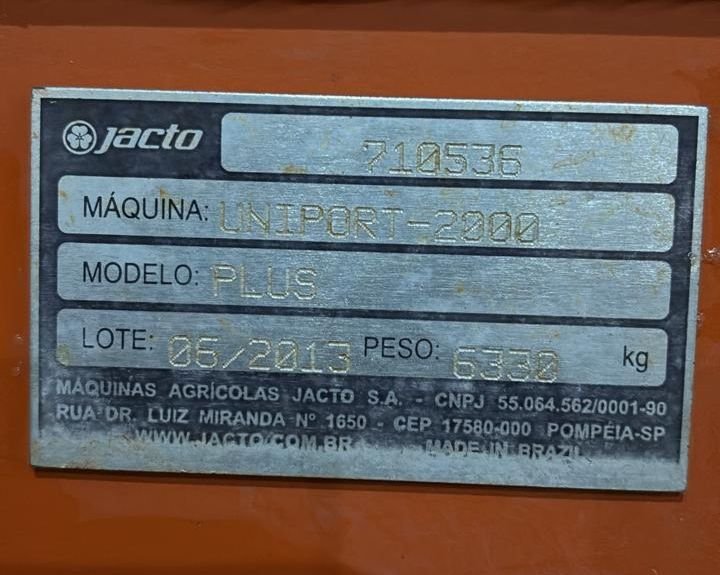 Jacto 710536
MÁQUINA: UNIPORT-2000
MODELO: PLUS
LOTE: 06/2013 PESO: 6330 kg
MÁQUINAS AGRÍCOLAS JACTO S.A. - CNPJ 55.064.562/0001-90
RUA DR. LUIZ MIRANDA Nº 1650 - CEP 17580-000 POMPÉIA-SP
WWW.JACTO.COM.BR MADE IN BRAZIL